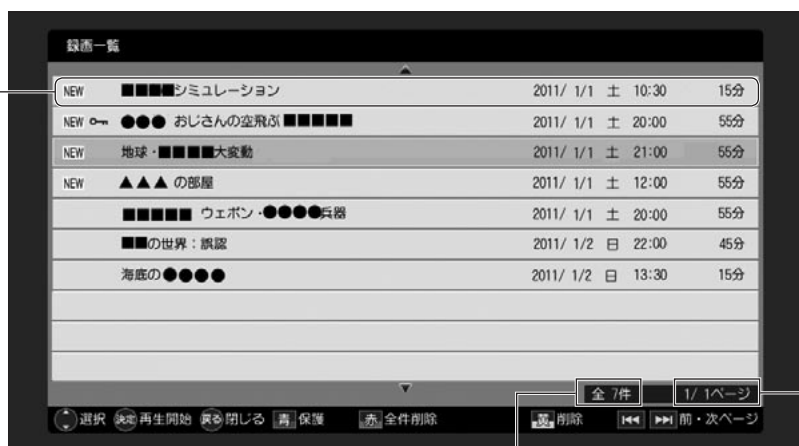 録画一覧
NEW ■■■■シミュレーション 2011/ 1/1 土 10:30 15分
NEW ●●● おじさんの空飛ぶ■■■■■ 2011/ 1/1 土 20:00 55分
NEW 地球・■■■■大変動 2011/ 1/1 土 21:00 55分
NEW ▲▲▲ の部屋 2011/ 1/1 土 12:00 55分
■■■■■ ウェポン・●●●●兵器 2011/ 1/1 土 20:00 55分
■■の世界:誤認 2011/ 1/2 日 22:00 45分
海底の●●●● 2011/ 1/2 日 13:30 15分
全 7件 1/ 1ページ
選択 決定 再生開始 戻る 閉じる 青 保護 赤 全件削除 黄 削除 前・次ページ